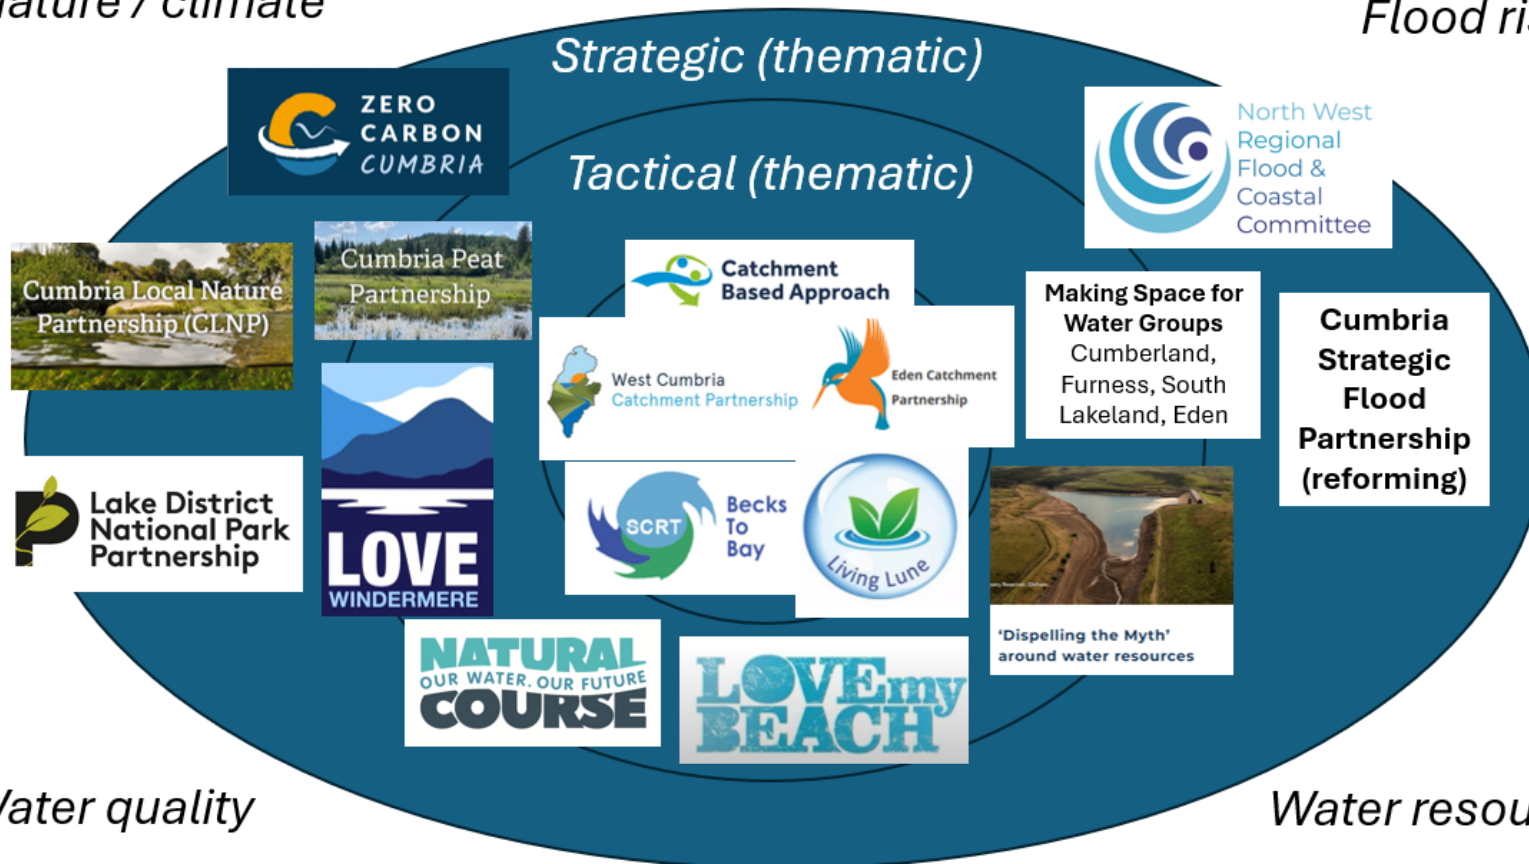 / climate
Flood
Strategic (thematic)
ZERO
CARBON
CUMBRIA
North West
Regional
Flood &
Coastal
Committee
Tactical (thematic)
Cumbria Local Nature
Partnership (CLNP)
Cumbria Peat
Partnership
Catchment
Based Approach
Making Space for
Water Groups
Cumberland,
Furness, South
Lakeland, Eden
Cumbria
Strategic
Flood
Partnership
(reforming)
West Cumbria
Catchment Partnership
Eden Catchment
Partnership
Lake District
National Park
Partnership
LOVE
WINDERMERE
SCRT
Becks
To
Bay
Living Lune
'Dispelling the Myth'
around water resources
NATURAL
OUR WATER. OUR FUTURE
COURSE
LOVE my
BEACH
quality
Water